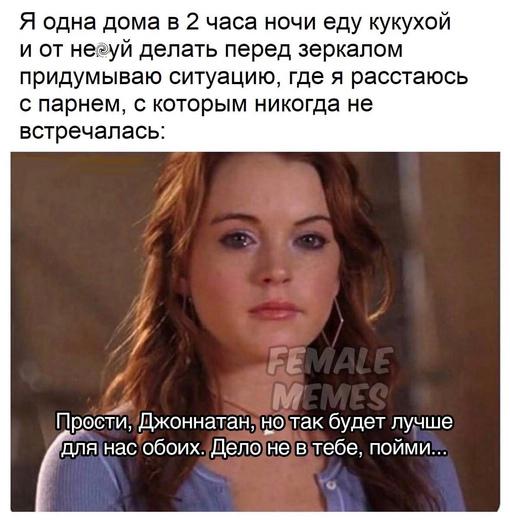 Я одна дома в 2 часа ночи еду кукухой
и от не🌀уй делать перед зеркалом
придумываю ситуацию, где я расстаюсь
с парнем, с которым никогда не
встречалась:
FEMALE
MEMES
Прости, Джоннатан, но так будет лучше
для нас обоих. Дело не в тебе, пойми...